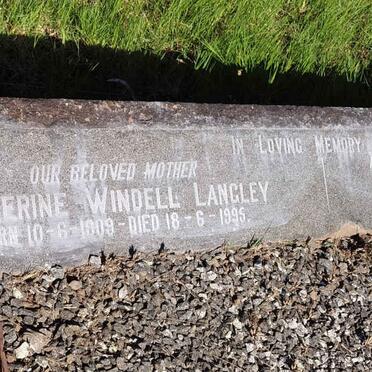 IN LOVING MEMORY
OUR BELOVED MOTHER
ERINE WINDELL LANGLEY
RN 10-6-1909-DIED 18-6-1995.